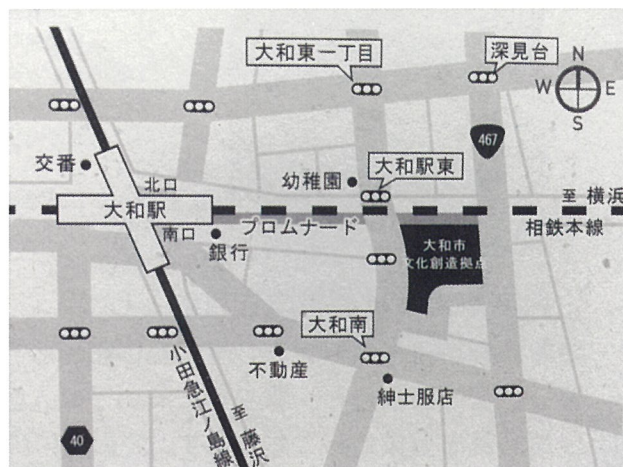 大和東一丁目
深見台
N
W E
S
467
交番
北口
幼稚園
大和駅東
大和駅
至 横浜
南口
プロムナード
相鉄本線
銀行
大和市
文化創造拠点
大和南
不動産
紳士服店
小田急江ノ島線
至 藤沢
40